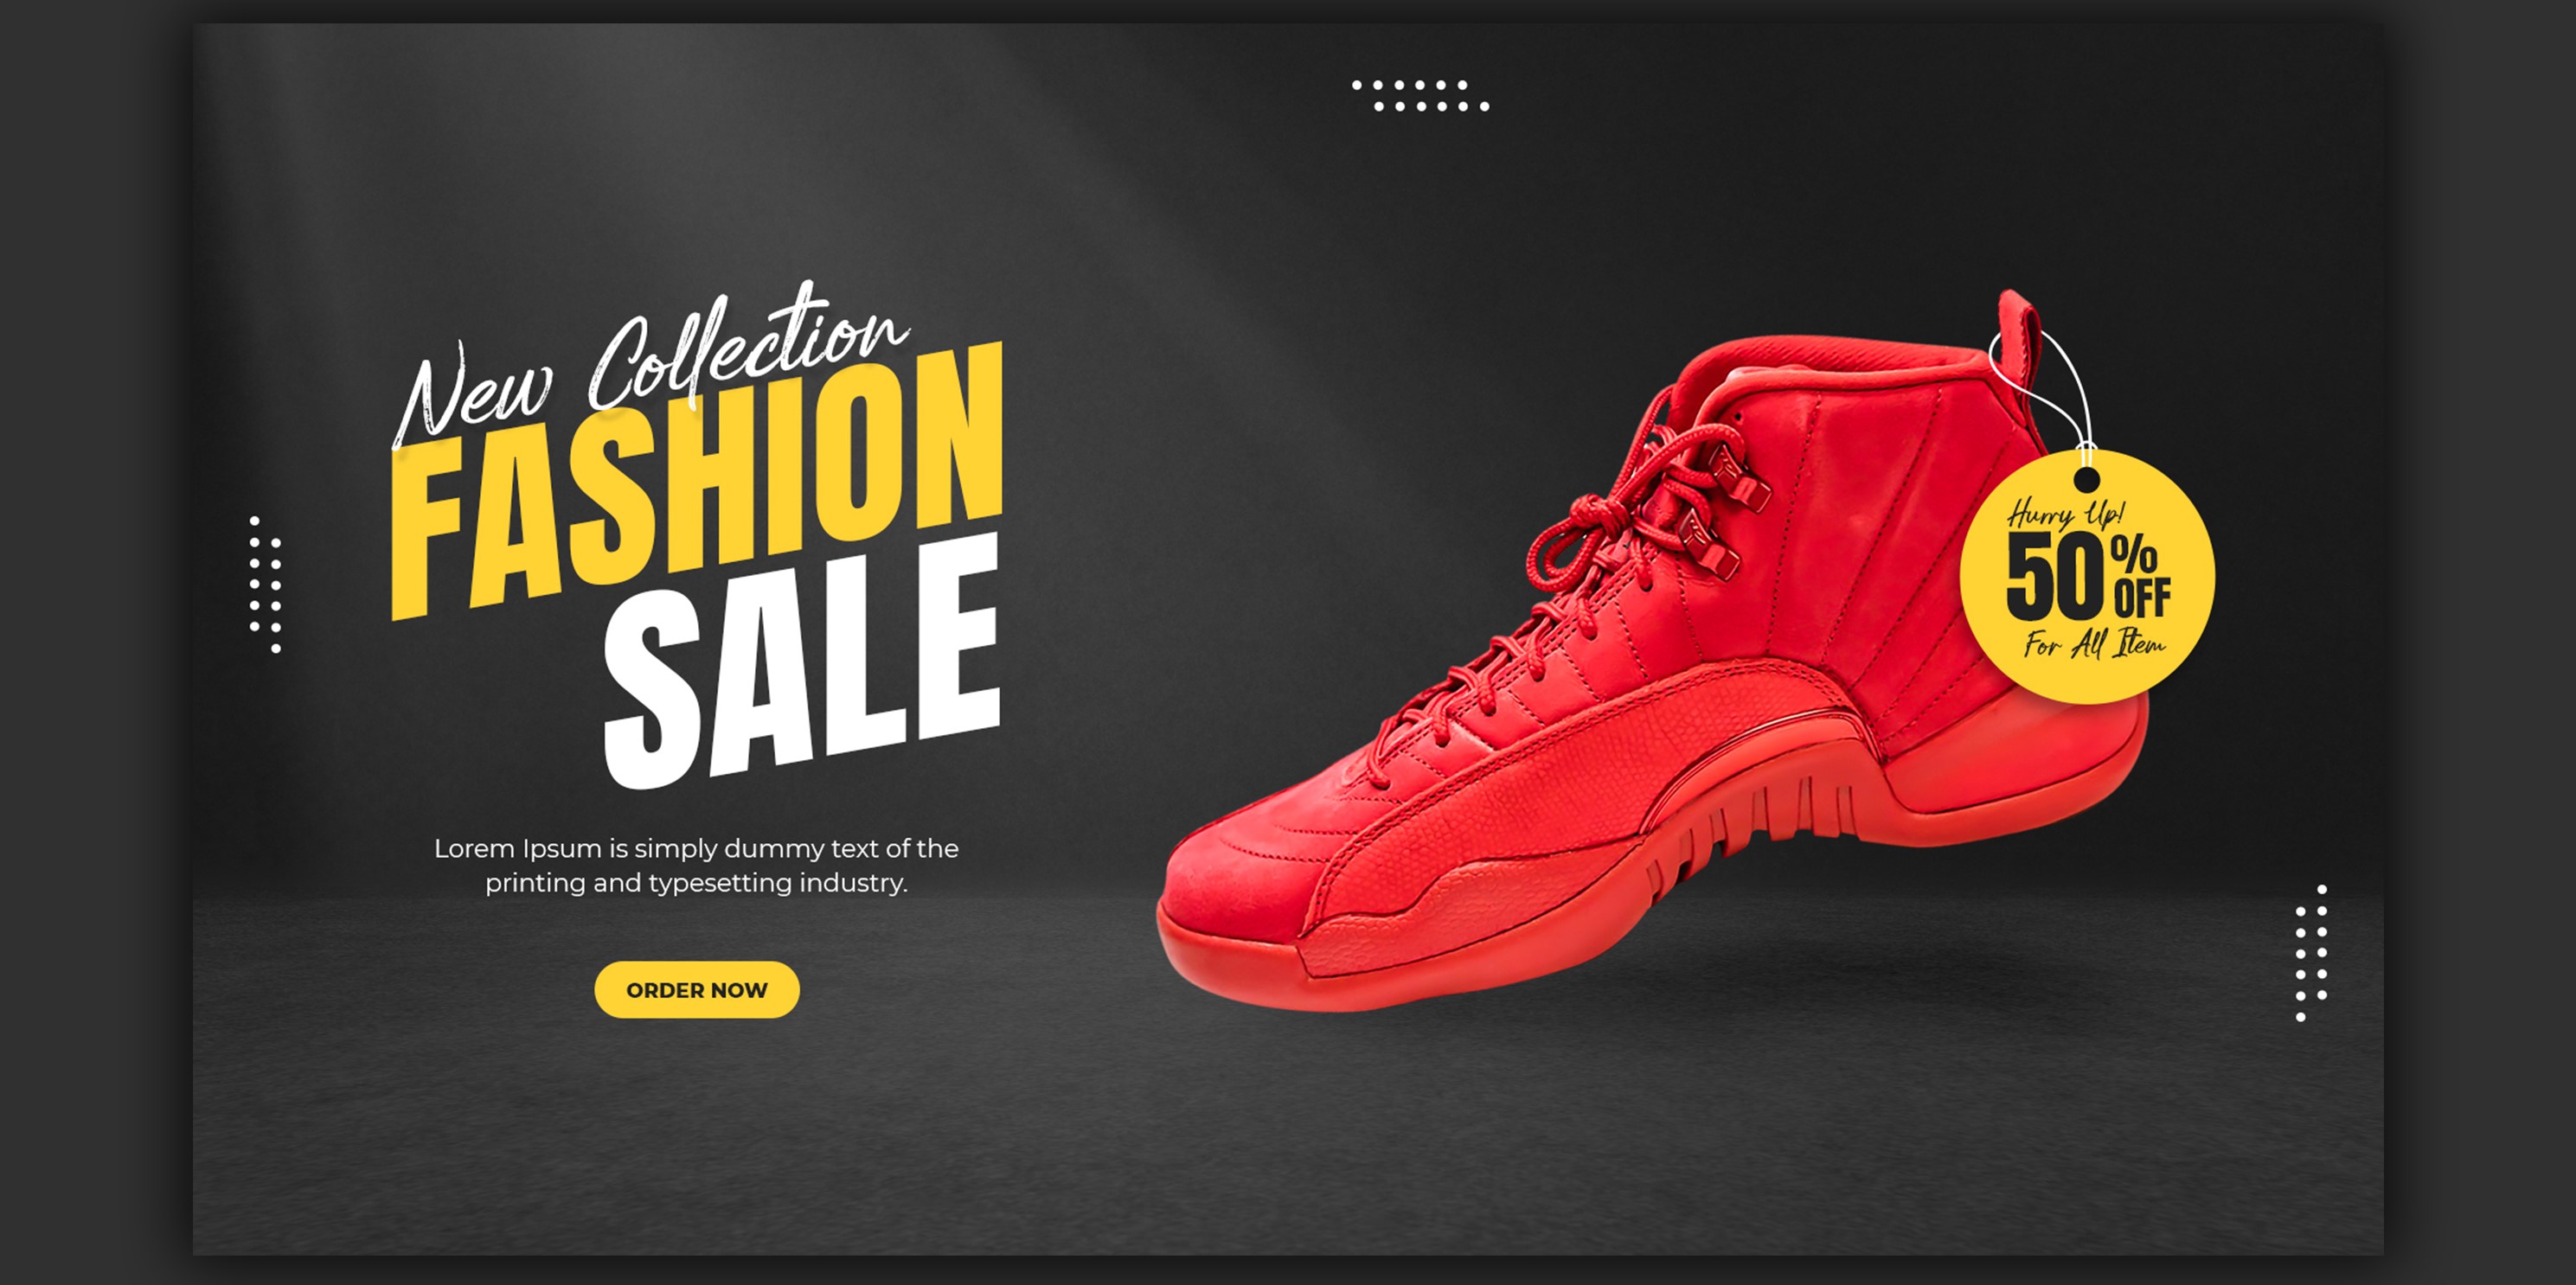 New Collection
FASHION
SALE
Lorem Ipsum is simply dummy text of the
printing and typesetting industry.
ORDER NOW
Hurry Up!
50% OFF
For All Item